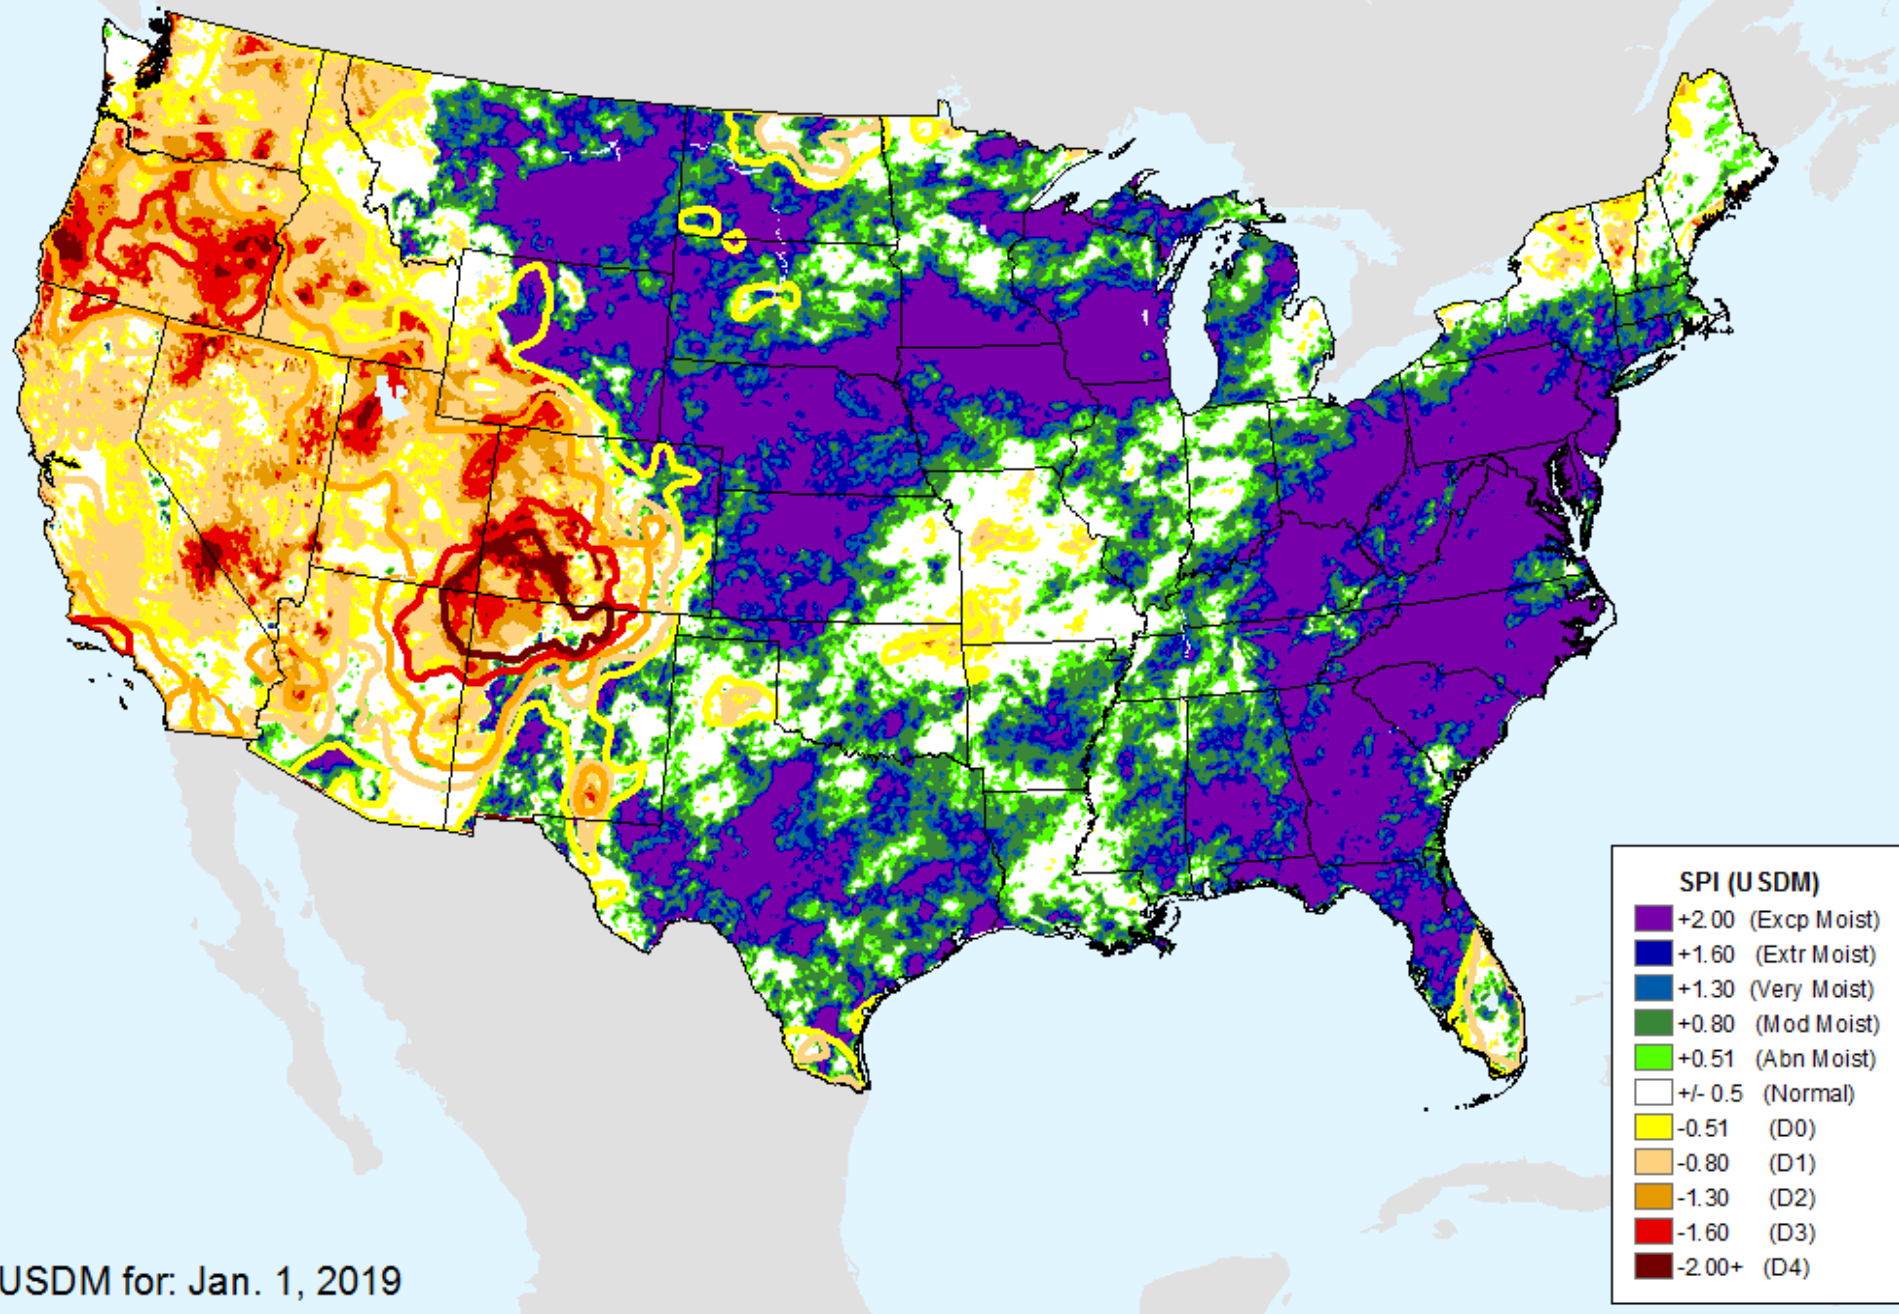 SPI (USDM)
+2.00 (Excp Moist)
+1.60 (Extr Moist)
+1.30 (Very Moist)
+0.80 (Mod Moist)
+0.51 (Abn Moist)
+/- 0.5 (Normal)
-0.51 (D0)
-0.80 (D1)
-1.30 (D2)
-1.60 (D3)
-2.00+ (D4)
USDM for: Jan. 1, 2019